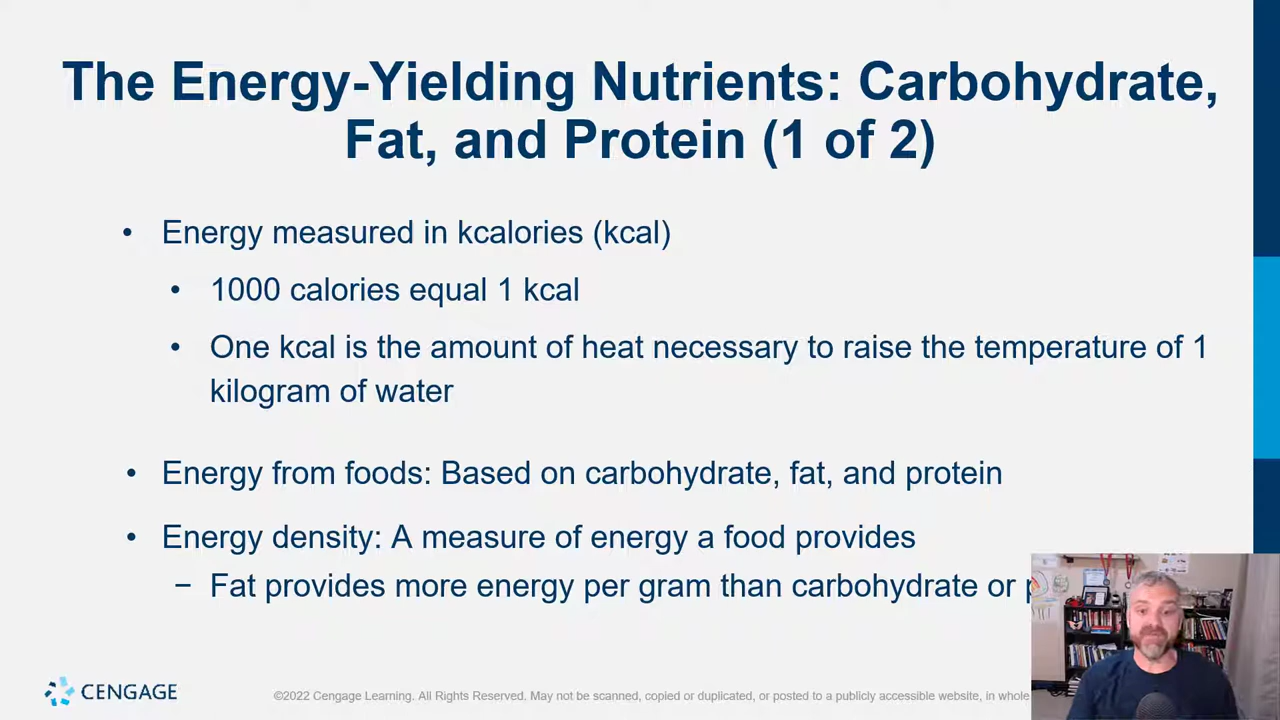 The Energy-Yielding Nutrients: Carbohydrate,
Fat, and Protein (1 of 2)
• Energy measured in kcalories (kcal)
• 1000 calories equal 1 kcal
• One kcal is the amount of heat necessary to raise the temperature of 1
kilogram of water
• Energy from foods: Based on carbohydrate, fat, and protein
• Energy density: A measure of energy a food provides
− Fat provides more energy per gram than carbohydrate or
CENGAGE
©2022 Cengage Learning. All Rights Reserved. May not be scanned, copied or duplicated, or posted to a publicly accessible website, in whole